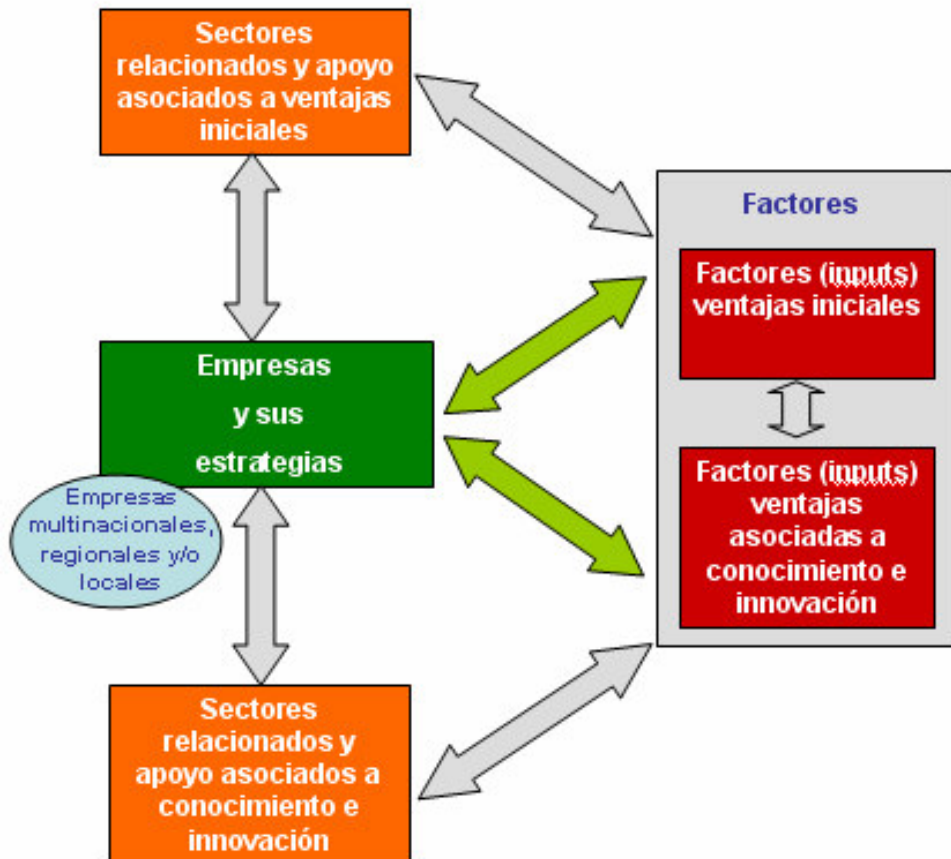 Sectores
relacionados y apoyo
asociados a ventajas
iniciales
Factores
Factores (inputs)
ventajas iniciales
Empresas
y sus
estrategias
Factores (inputs)
ventajas
asociadas a
conocimiento e
innovación
Empresas
multinacionales,
regionales y/o
locales
Sectores
relacionados y
apoyo asociados a
conocimiento e
innovación